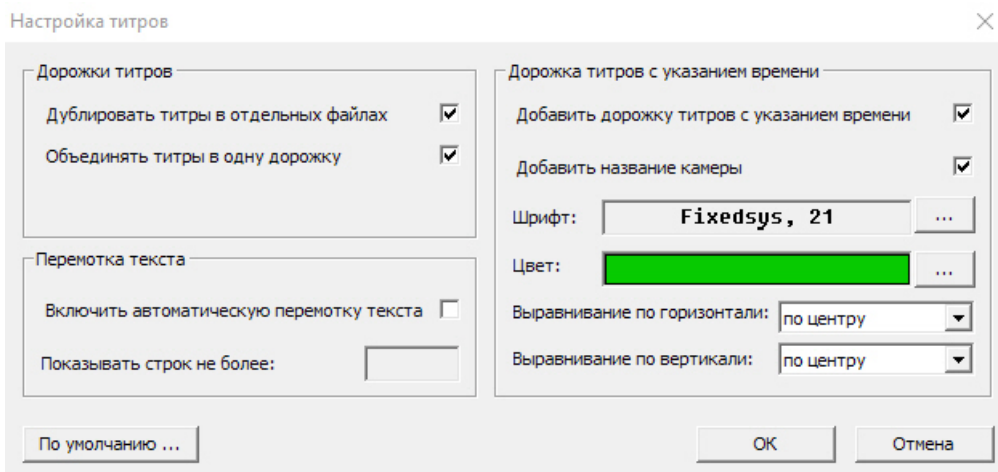 Настройка титров
Дорожки титров
Дублировать титры в отдельных файлах
Объединять титры в одну дорожку
Перемотка текста
Включить автоматическую перемотку текста
Показывать строк не более:
Дорожка титров с указанием времени
Добавить дорожку титров с указанием времени
Добавить название камеры
Шрифт: Fixedsys, 21 ...
Цвет: ...
Выравнивание по горизонтали: по центру
Выравнивание по вертикали: по центру
По умолчанию ... OK Отмена